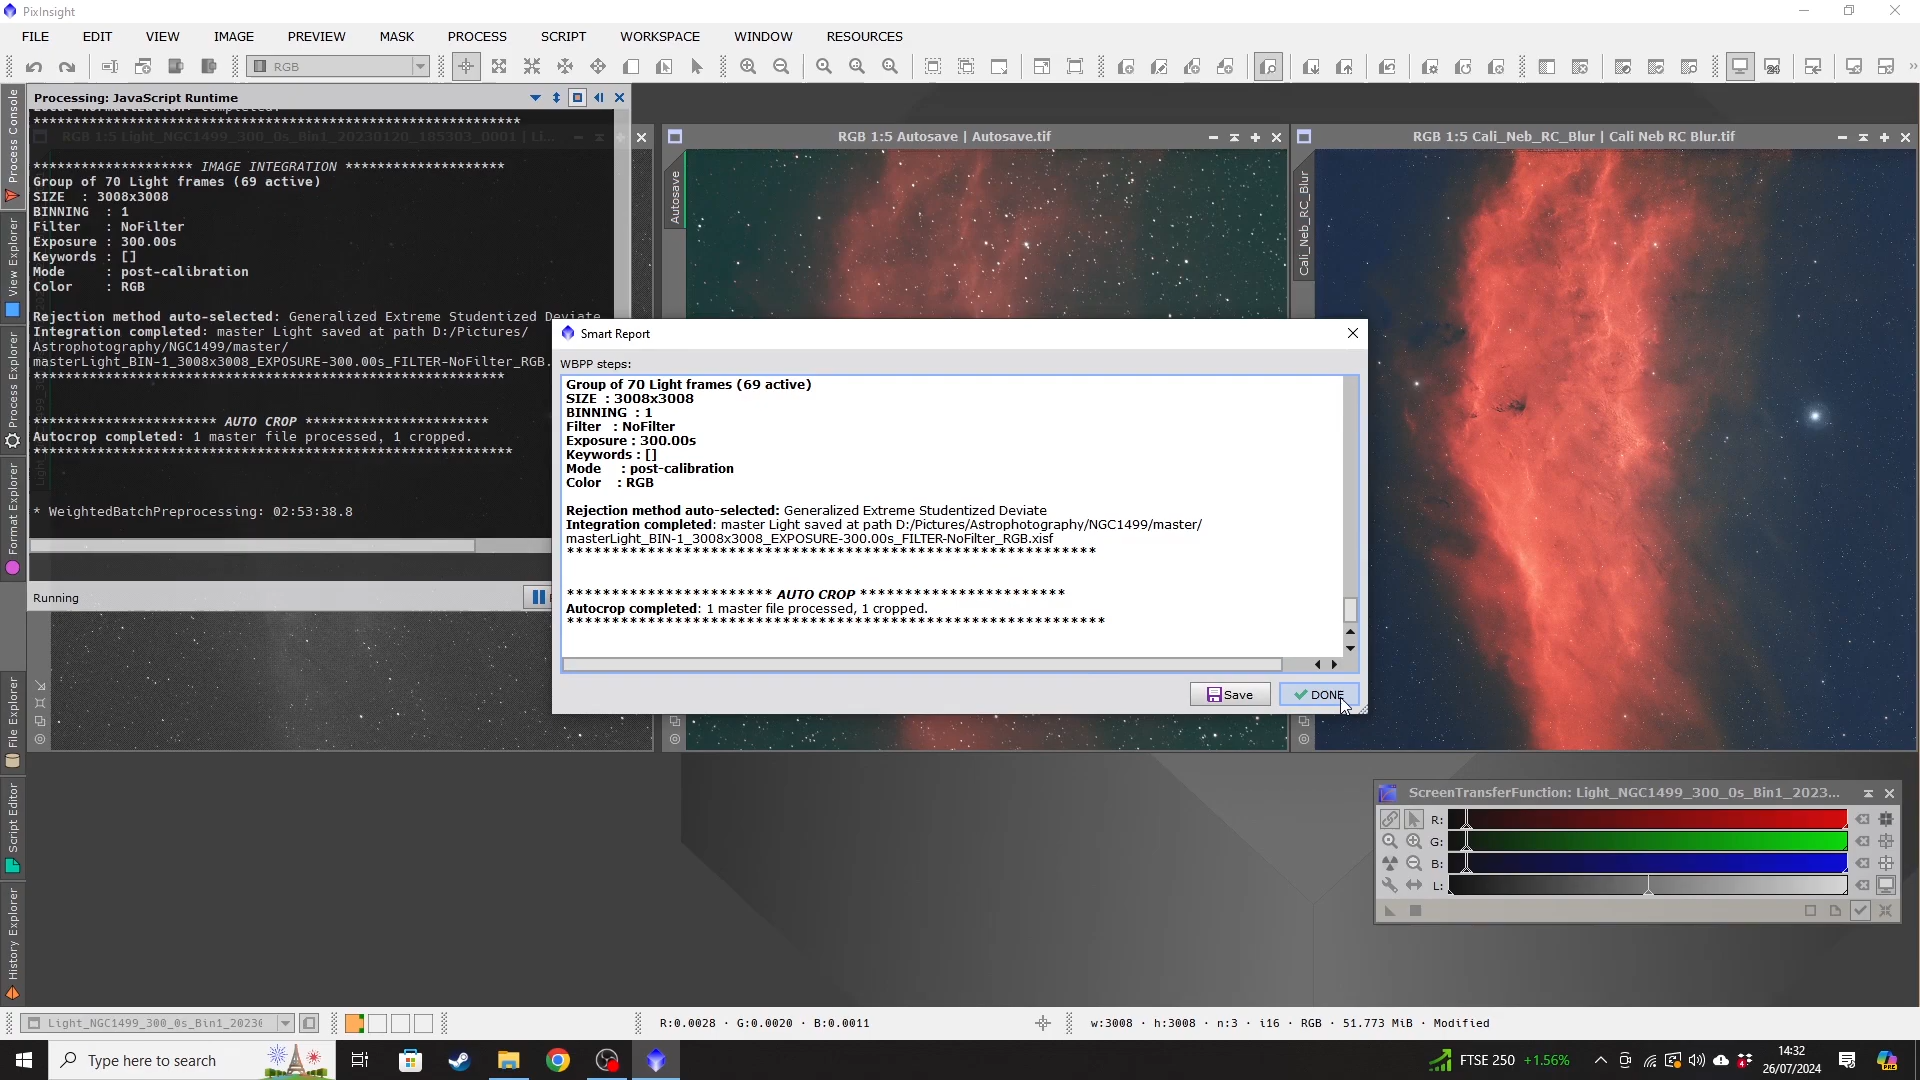 PixInsight
FILE EDIT VIEW IMAGE PREVIEW MASK PROCESS SCRIPT WORKSPACE WINDOW RESOURCES
RGB
Processing: JavaScript Runtime
************************************************************
RGB 1:5 Light_NGC1499_300_0s_Bin1_20230120_185303_0001 | Li...
******************** IMAGE INTEGRATION ********************
Group of 70 Light frames (69 active)
SIZE : 3008x3008
BINNING : 1
Filter : NoFilter
Exposure : 300.00s
Keywords : []
Mode : post-calibration
Color : RGB
Rejection method auto-selected: Generalized Extreme Studentized Deviate
Integration completed: master Light saved at path D:/Pictures/
Astrophotography/NGC1499/master/
masterLight_BIN-1_3008x3008_EXPOSURE-300.00s_FILTER-NoFilter_RGB.
************************************************************
*********************** AUTO CROP ***********************
Autocrop completed: 1 master file processed, 1 cropped.
************************************************************
* WeightedBatchPreprocessing: 02:53:38.8
Running
Process Console
View Explorer
Process Explorer
Format Explorer
File Explorer
Script Editor
History Explorer
RGB 1:5 Autosave | Autosave.tif
Autosave
RGB 1:5 Cali_Neb_RC_Blur | Cali Neb RC Blur.tif
Cali_Neb_RC_Blur
Smart Report
WBPP steps:
Group of 70 Light frames (69 active)
SIZE : 3008x3008
BINNING : 1
Filter : NoFilter
Exposure : 300.00s
Keywords : []
Mode : post-calibration
Color : RGB
Rejection method auto-selected: Generalized Extreme Studentized Deviate
Integration completed: master Light saved at path D:/Pictures/Astrophotography/NGC1499/master/
masterLight_BIN-1_3008x3008_EXPOSURE-300.00s_FILTER-NoFilter_RGB.xisf
************************************************************
*********************** AUTO CROP ***********************
Autocrop completed: 1 master file processed, 1 cropped.
************************************************************
Save DONE
ScreenTransferFunction: Light_NGC1499_300_0s_Bin1_2023...
R:
G:
B:
L:
Light_NGC1499_300_0s_Bin1_20230
R:0.0028 · G:0.0020 · B:0.0011
w:3008 · h:3008 · n:3 · i16 · RGB · 51.773 MiB · Modified
Type here to search
FTSE 250 +1.56%
14:32
26/07/2024